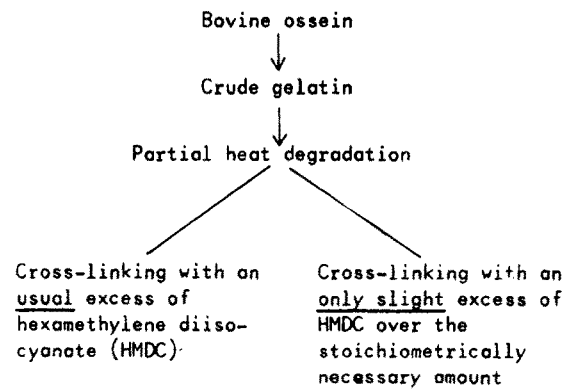 Bovine ossein
Crude gelatin
Partial heat degradation
Cross-linking with an
usual excess of
hexamethylene diiso-
cyanate (HMDC)
Cross-linking with an
only slight excess of
HMDC over the
stoichiometrically
necessary amount